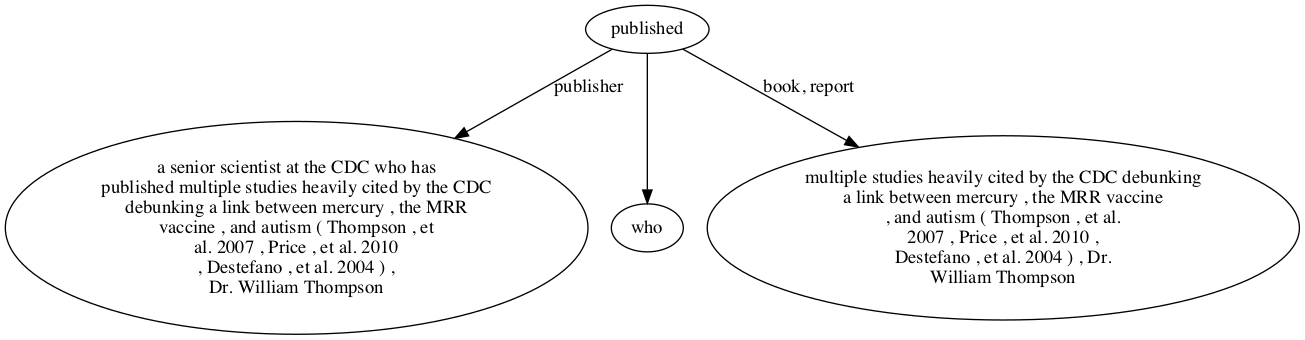 published
publisher
book, report
a senior scientist at the CDC who has
published multiple studies heavily cited by the CDC
debunking a link between mercury , the MRR
vaccine , and autism ( Thompson , et
al. 2007 , Price , et al. 2010
, Destefano , et al. 2004 ) ,
Dr. William Thompson
who
multiple studies heavily cited by the CDC debunking
a link between mercury , the MRR vaccine
, and autism ( Thompson , et al.
2007 , Price , et al. 2010 ,
Destefano , et al. 2004 ) , Dr.
William Thompson